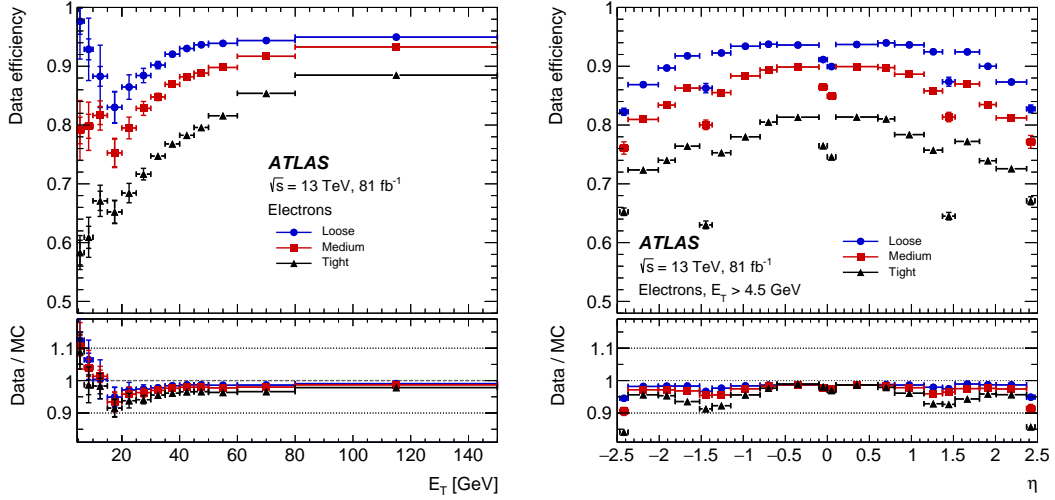 Data efficiency
1
0.9
0.8
0.7
0.6
0.5
ATLAS
√s = 13 TeV, 81 fb⁻¹
Electrons
Loose
Medium
Tight
Data / MC
1.1
1
0.9
20 40 60 80 100 120 140
E_T [GeV]
Data efficiency
1
0.9
0.8
0.7
0.6
0.5
ATLAS
√s = 13 TeV, 81 fb⁻¹
Electrons, E_T > 4.5 GeV
Loose
Medium
Tight
Data / MC
1.1
1
0.9
−2.5 −2 −1.5 −1 −0.5 0 0.5 1 1.5 2 2.5
η